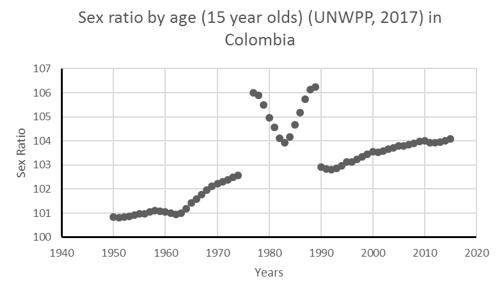 Sex ratio by age (15 year olds) (UNWPP, 2017) in
Colombia
107
106
105
104
103
102
101
100
Sex Ratio
1940 1950 1960 1970 1980 1990 2000 2010 2020
Years